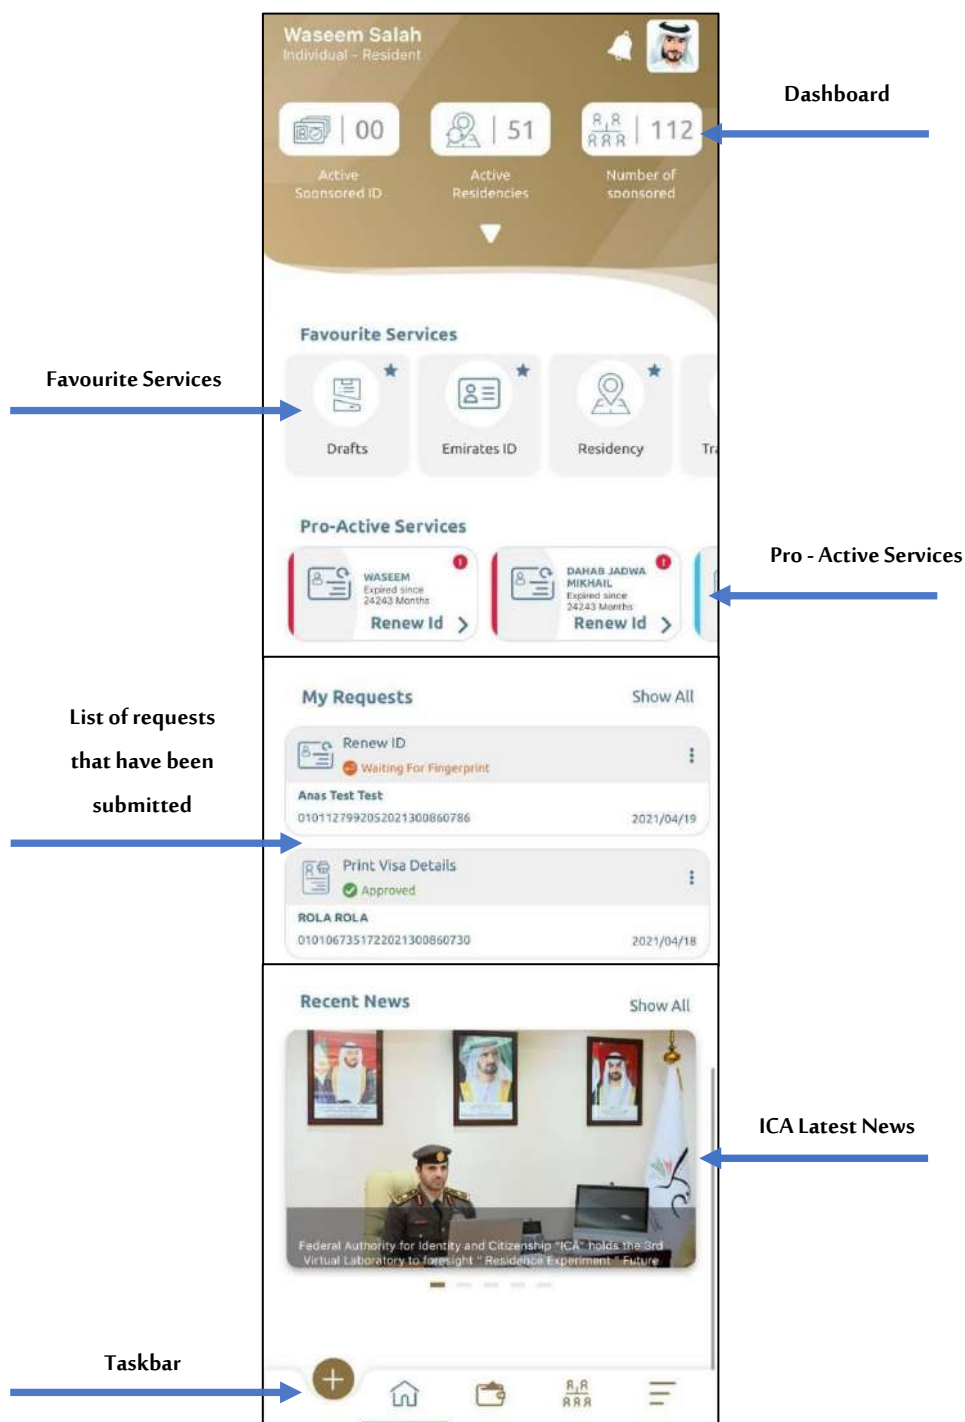 Waseem Salah
Individual - Resident
Dashboard
00
51
112
Active
Sponsored ID
Active
Residencies
Number of
sponsored
Favourite Services
Favourite Services
Drafts
Emirates ID
Residency
Tra
Pro-Active Services
Pro - Active Services
WASEEM
Expired since
24243 Months
Renew Id
DAHAB JADWA
MIKHAIL
Expired since
24243 Months
Renew Id
List of requests
that have been
submitted
My Requests
Show All
Renew ID
Waiting For Fingerprint
Anas Test Test
0101127992052021300860786
2021/04/19
Print Visa Details
Approved
ROLA ROLA
0101067351722021300860730
2021/04/18
Recent News
Show All
ICA Latest News
Federal Authority for Identity and Citizenship "ICA" holds the 3rd
Virtual Laboratory to foresight " Residence Experiment " Future
Taskbar